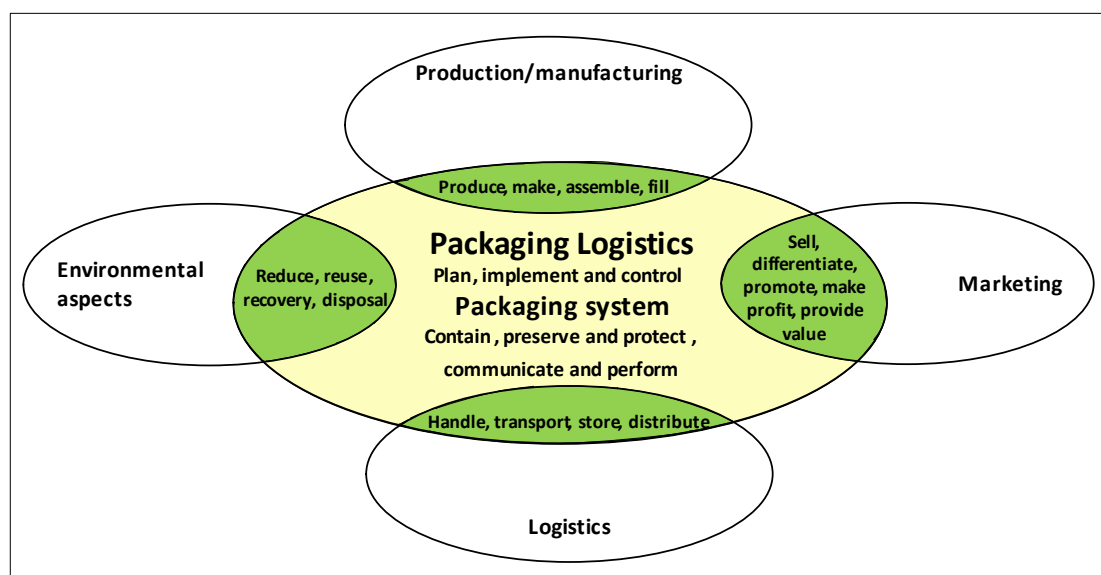 Production/manufacturing
Produce, make, assemble, fill
Packaging Logistics
Plan, implement and control
Packaging system
Contain , preserve and protect ,
communicate and perform
Environmental
aspects
Reduce, reuse,
recovery, disposal
Sell,
differentiate,
promote, make
profit, provide
value
Marketing
Handle, transport, store, distribute
Logistics